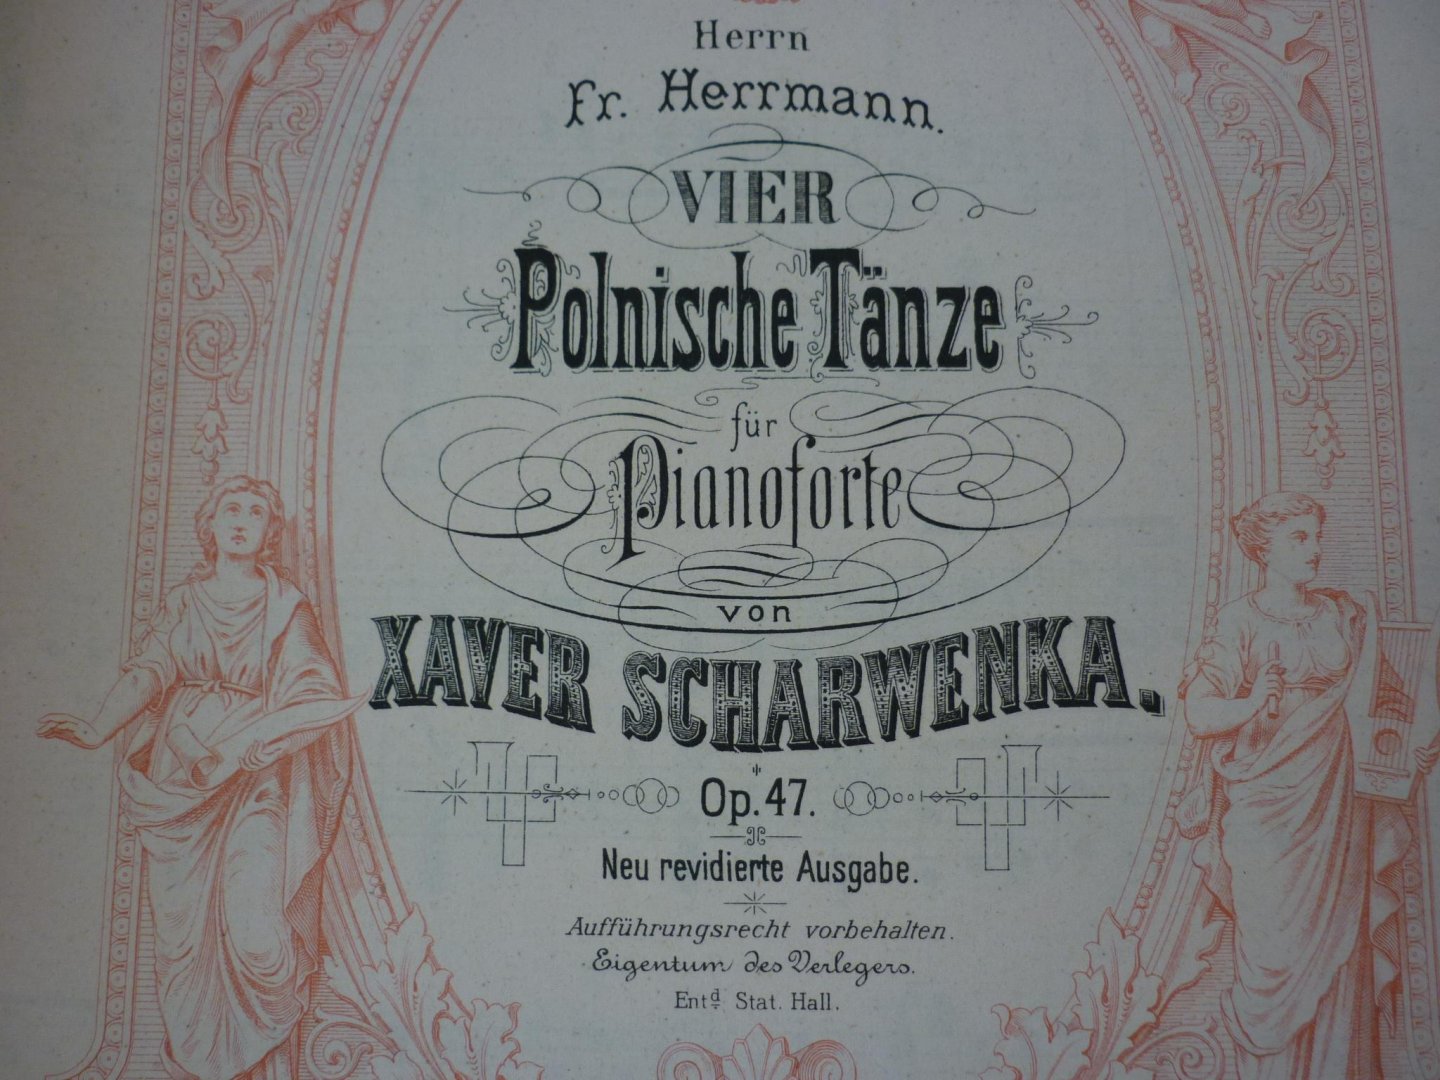 Herrn
Fr. Herrmann.
VIER
Polnische Tänze
für
Pianoforte
von
XAVER SCHARWENKA.
Op. 47.
Neu revidierte Ausgabe.
Aufführungsrecht vorbehalten.
Eigentum des Verlegers.
Entd Stat. Hall.